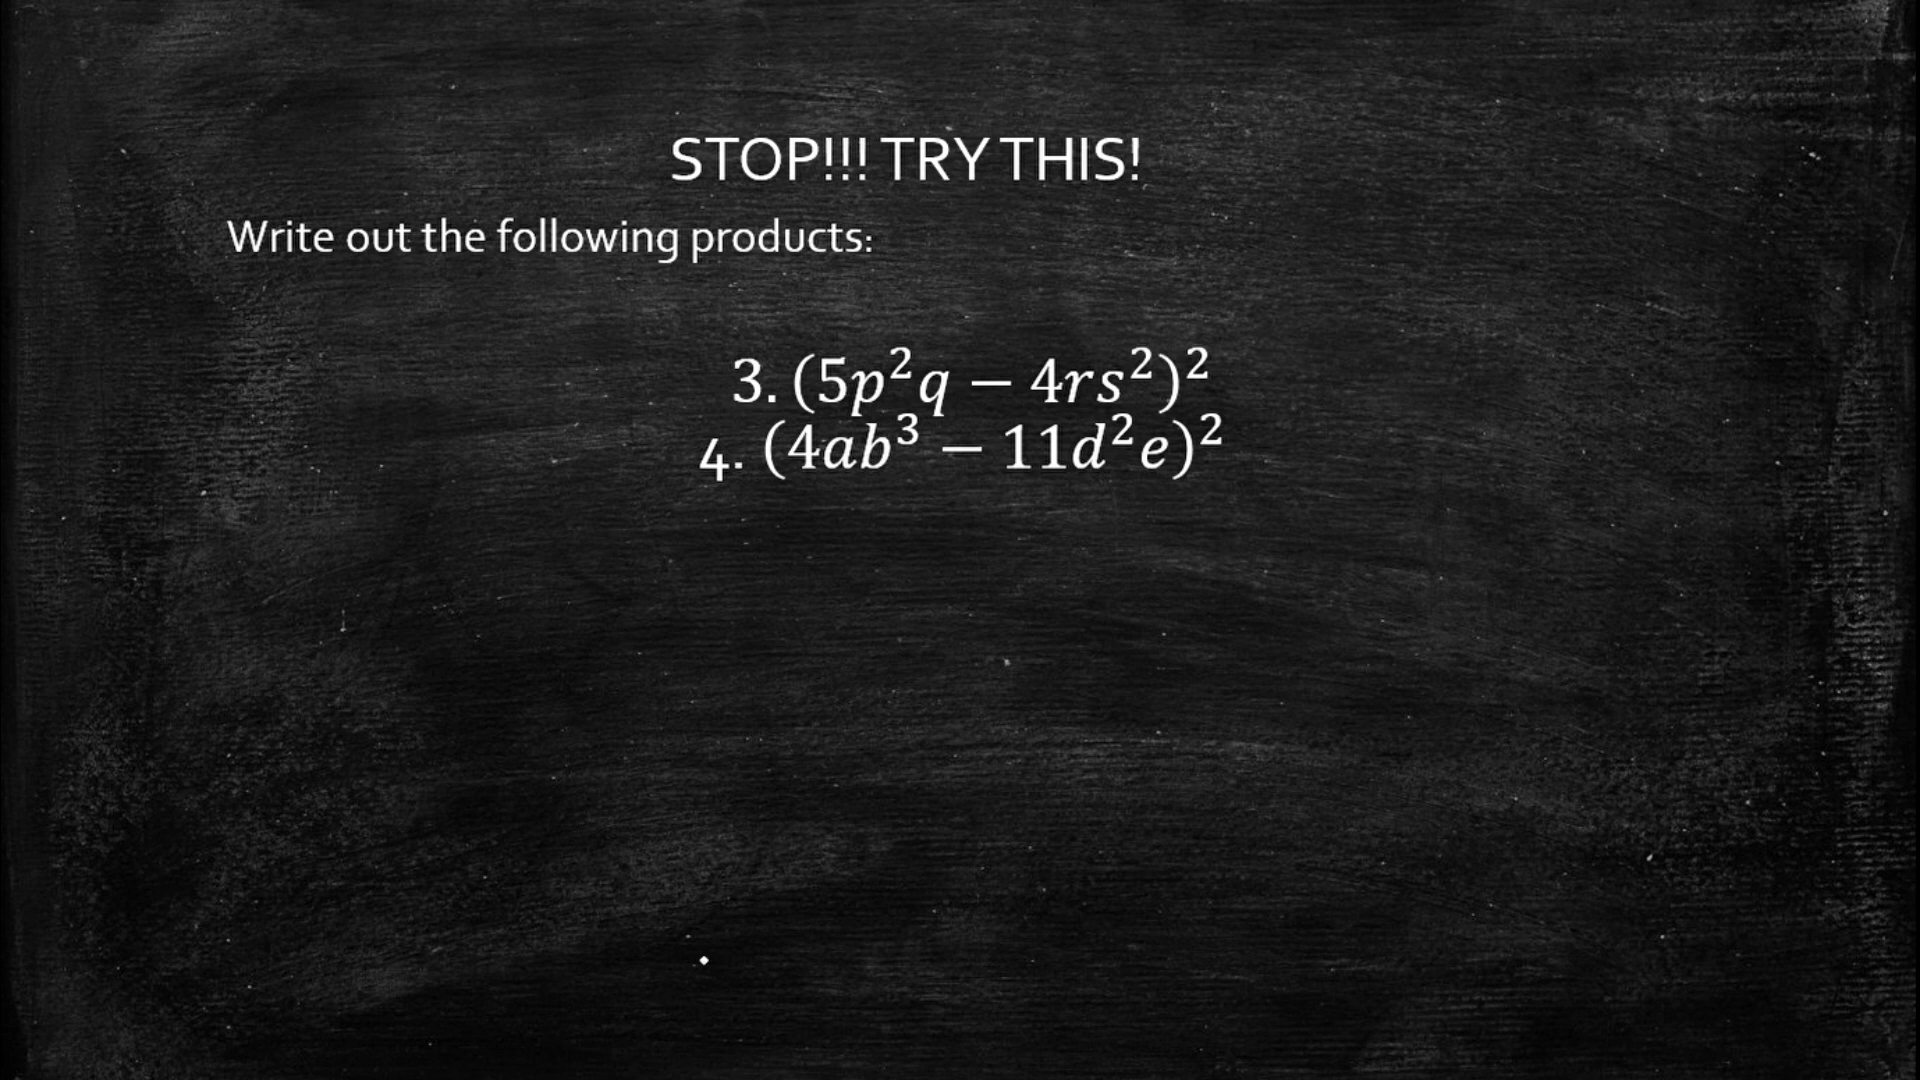 STOP!!! TRY THIS!
Write out the following products:
3. (5p²q − 4rs²)²
4. (4ab³ − 11d²e)²